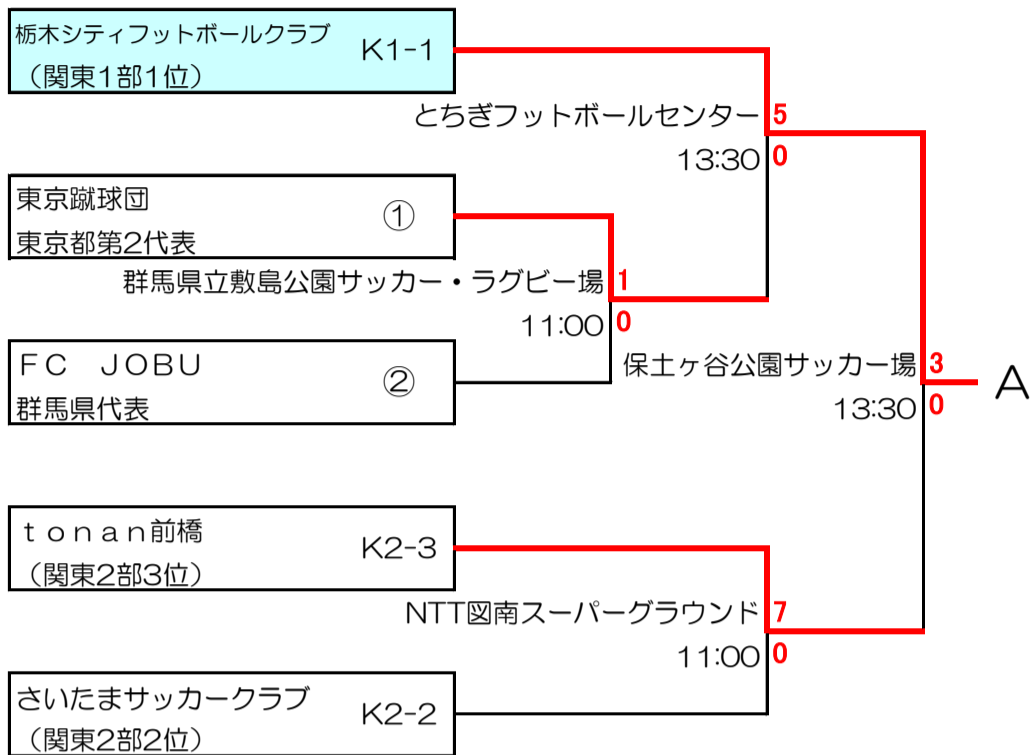 栃木シティフットボールクラブ
（関東1部1位）
K1-1
とちぎフットボールセンター
5
13:30
0
東京蹴球団
東京都第2代表
①
群馬県立敷島公園サッカー・ラグビー場
1
11:00
0
ＦＣ　ＪＯＢＵ
群馬県代表
②
保土ヶ谷公園サッカー場
3
A
13:30
0
ｔｏｎａｎ前橋
（関東2部3位）
K2-3
NTT図南スーパーグラウンド
7
11:00
0
さいたまサッカークラブ
（関東2部2位）
K2-2